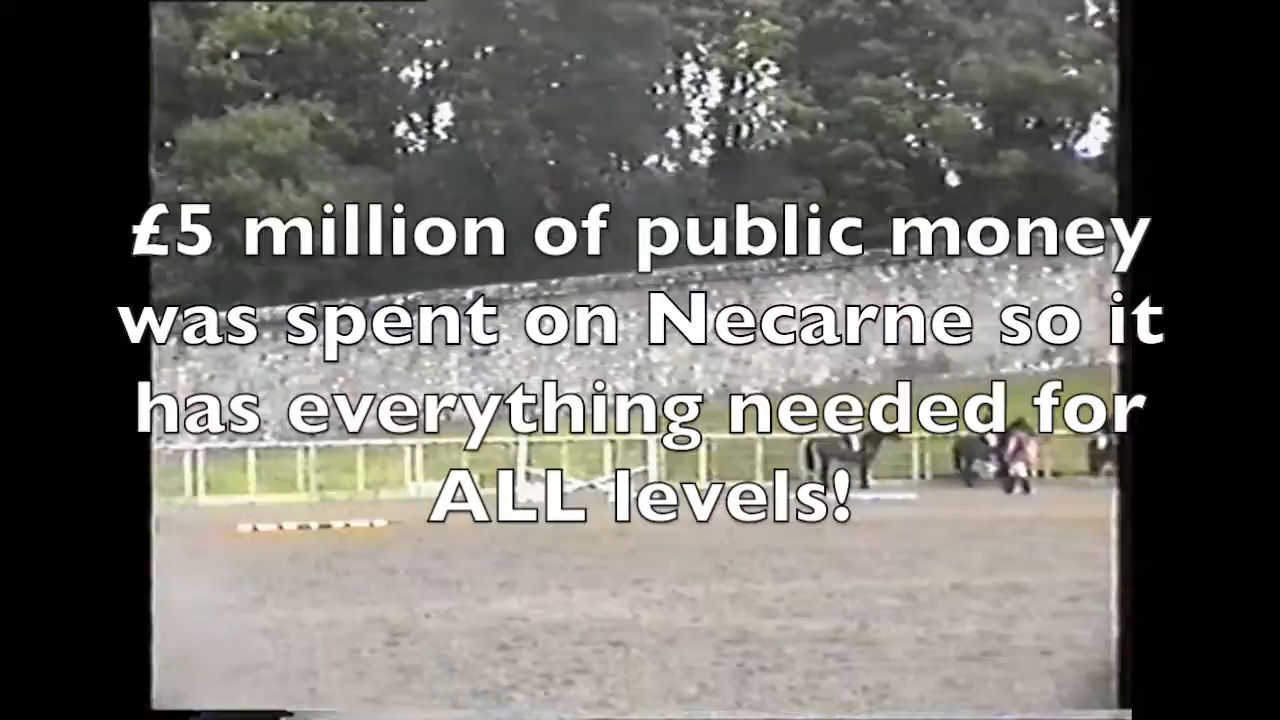 £5 million of public money
was spent on Necarne so it
has everything needed for
ALL levels!